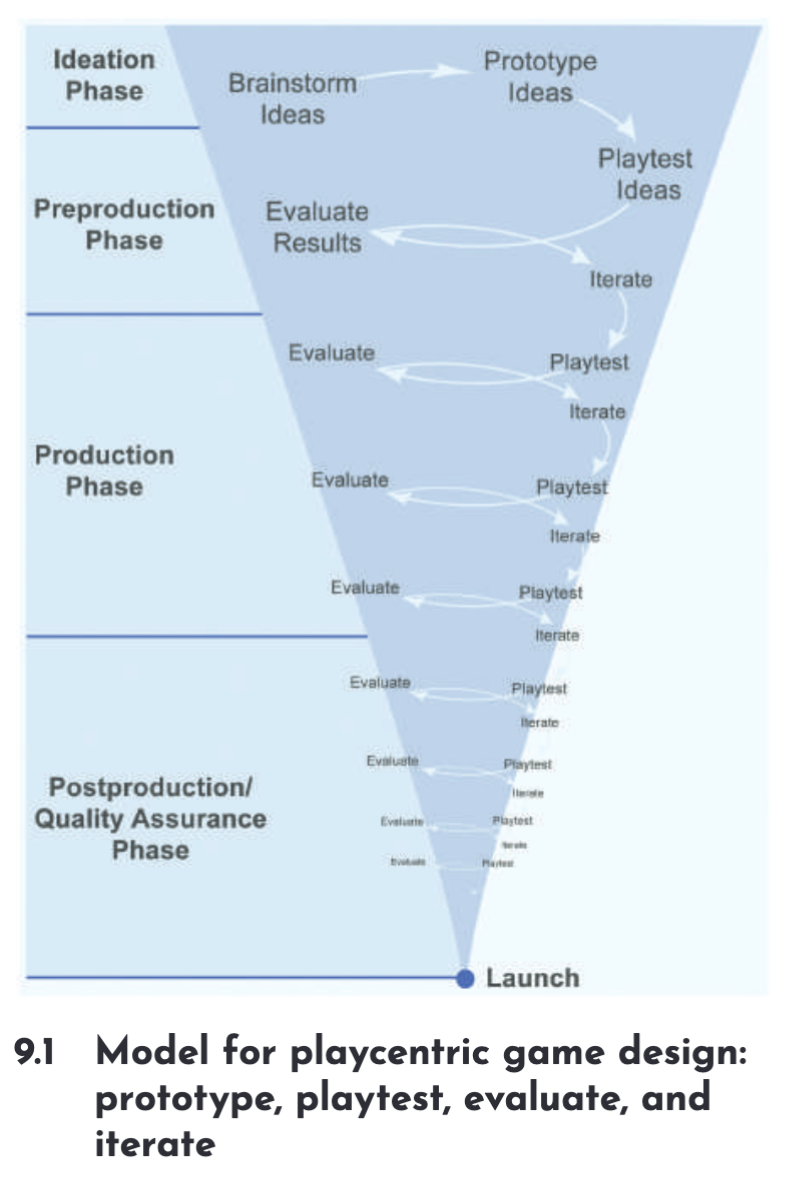 Ideation
Phase
Brainstorm
Ideas
Prototype
Ideas
Playtest
Ideas
Preproduction
Phase
Evaluate
Results
Iterate
Evaluate
Playtest
Iterate
Production
Phase
Evaluate
Playtest
Iterate
Evaluate
Playtest
Iterate
Evaluate
Playtest
Iterate
Evaluate
Playtest
Iterate
Postproduction/
Quality Assurance
Phase
Evaluate
Playtest
Iterate
Evaluate
Playtest
Launch
9.1 Model for playcentric game design:
prototype, playtest, evaluate, and
iterate